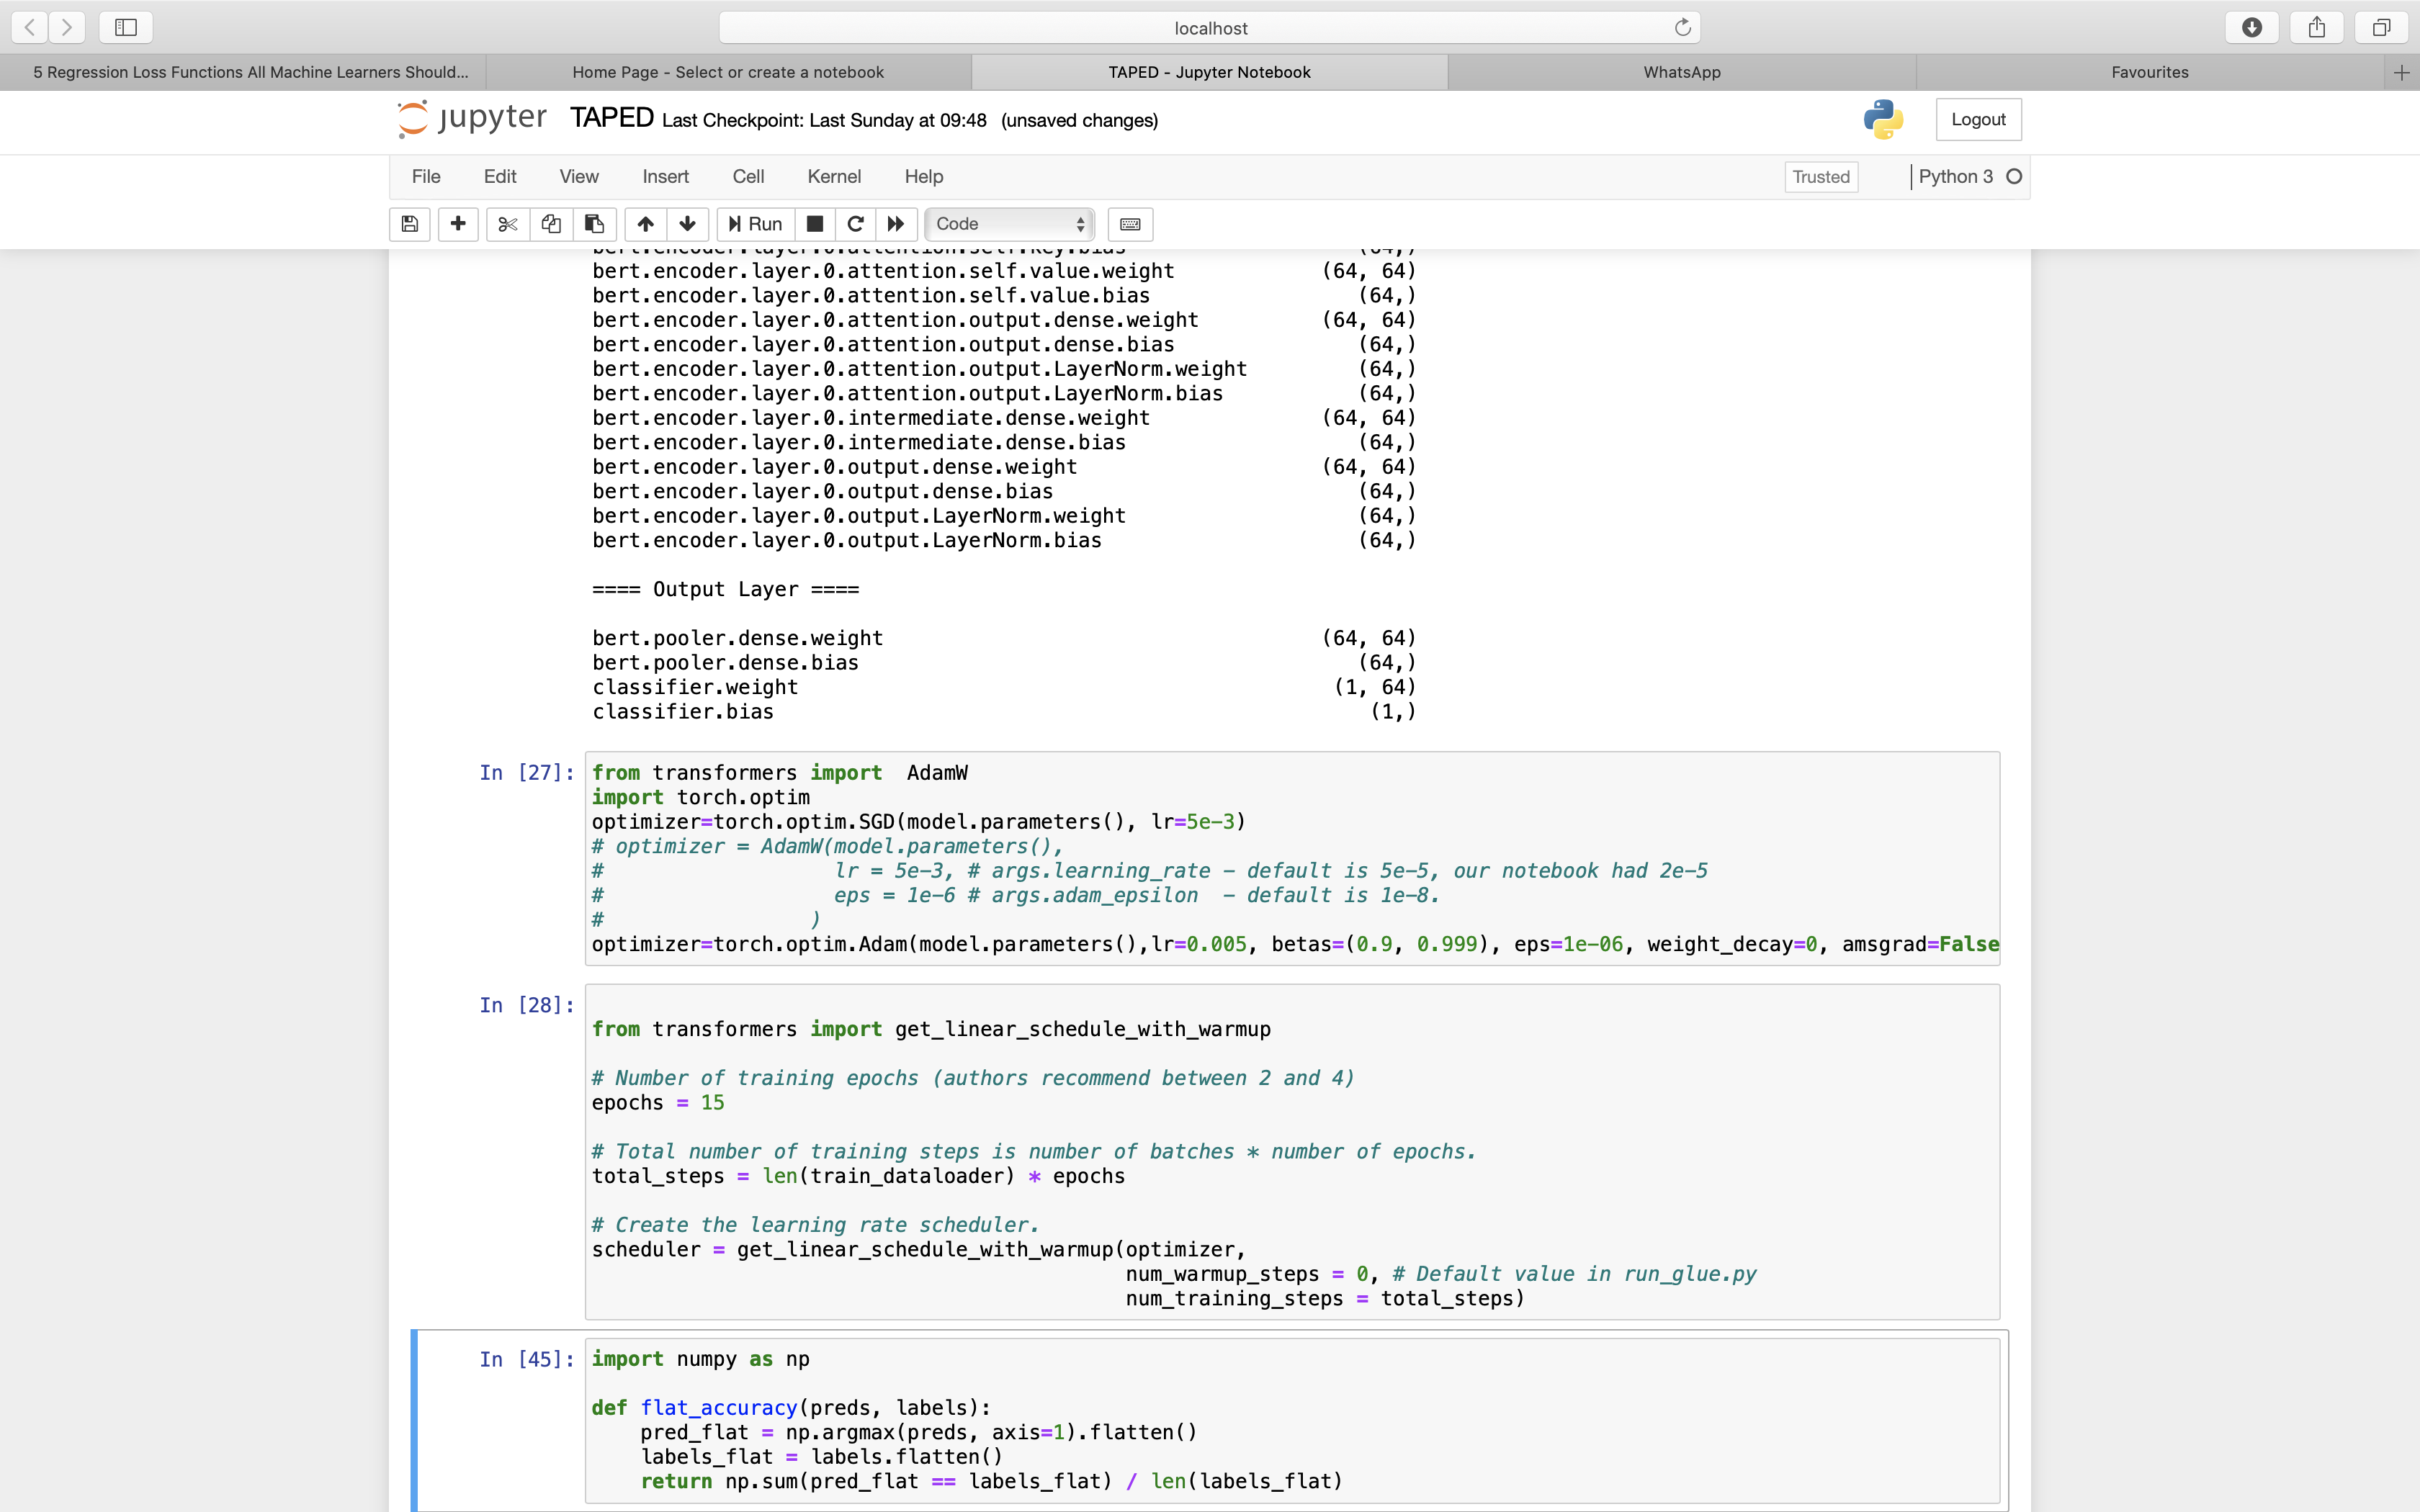 localhost
5 Regression Loss Functions All Machine Learners Should...
Home Page - Select or create a notebook
TAPED - Jupyter Notebook
WhatsApp
Favourites
jupyter TAPED Last Checkpoint: Last Sunday at 09:48 (unsaved changes)
Logout
File Edit View Insert Cell Kernel Help
Trusted
Python 3
Run
Code
bert.encoder.layer.0.attention.self.key.bias (64,)
bert.encoder.layer.0.attention.self.value.weight (64, 64)
bert.encoder.layer.0.attention.self.value.bias (64,)
bert.encoder.layer.0.attention.output.dense.weight (64, 64)
bert.encoder.layer.0.attention.output.dense.bias (64,)
bert.encoder.layer.0.attention.output.LayerNorm.weight (64,)
bert.encoder.layer.0.attention.output.LayerNorm.bias (64,)
bert.encoder.layer.0.intermediate.dense.weight (64, 64)
bert.encoder.layer.0.intermediate.dense.bias (64,)
bert.encoder.layer.0.output.dense.weight (64, 64)
bert.encoder.layer.0.output.dense.bias (64,)
bert.encoder.layer.0.output.LayerNorm.weight (64,)
bert.encoder.layer.0.output.LayerNorm.bias (64,)
==== Output Layer ====
bert.pooler.dense.weight (64, 64)
bert.pooler.dense.bias (64,)
classifier.weight (1, 64)
classifier.bias (1,)
In [27]: from transformers import  AdamW
import torch.optim
optimizer=torch.optim.SGD(model.parameters(), lr=5e-3)
# optimizer = AdamW(model.parameters(),
#                   lr = 5e-3, # args.learning_rate - default is 5e-5, our notebook had 2e-5
#                   eps = 1e-6 # args.adam_epsilon  - default is 1e-8.
#                 )
optimizer=torch.optim.Adam(model.parameters(),lr=0.005, betas=(0.9, 0.999), eps=1e-06, weight_decay=0, amsgrad=False
In [28]:
from transformers import get_linear_schedule_with_warmup
# Number of training epochs (authors recommend between 2 and 4)
epochs = 15
# Total number of training steps is number of batches * number of epochs.
total_steps = len(train_dataloader) * epochs
# Create the learning rate scheduler.
scheduler = get_linear_schedule_with_warmup(optimizer,
                                            num_warmup_steps = 0, # Default value in run_glue.py
                                            num_training_steps = total_steps)
In [45]: import numpy as np
def flat_accuracy(preds, labels):
    pred_flat = np.argmax(preds, axis=1).flatten()
    labels_flat = labels.flatten()
    return np.sum(pred_flat == labels_flat) / len(labels_flat)